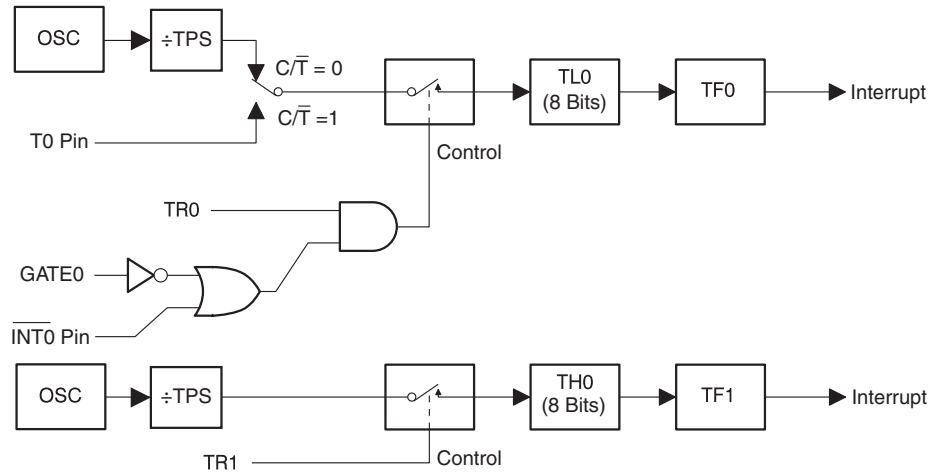 OSC
÷TPS
C/T̅ = 0
C/T̅ =1
T0 Pin
TL0
(8 Bits)
TF0
Interrupt
Control
TR0
GATE0
I̅N̅T̅0̅ Pin
OSC
÷TPS
TH0
(8 Bits)
TF1
Interrupt
TR1
Control